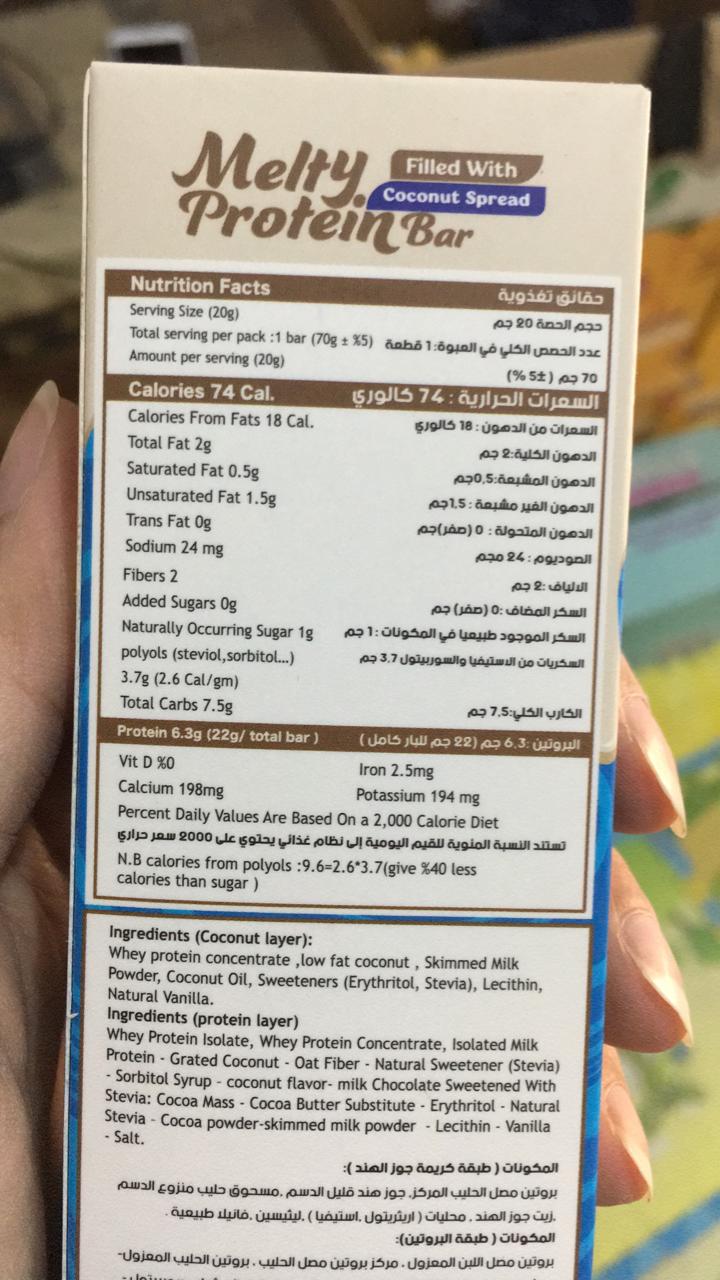 Melty Filled With
Protein Coconut Spread
Bar
Nutrition Facts حقائق تغذوية
Serving Size (20g) حجم الحصة 20 جم
Total serving per pack :1 bar (70g ± %5) عدد الحصص الكلي في العبوة:1 قطعة
Amount per serving (20g) 70 جم (±5 %)
Calories 74 Cal. السعرات الحرارية : 74 كالوري
Calories From Fats 18 Cal. السعرات من الدهون : 18 كالوري
Total Fat 2g الدهون الكلية:2 جم
Saturated Fat 0.5g الدهون المشبعة:0,5جم
Unsaturated Fat 1.5g الدهون الغير مشبعة : 1,5جم
Trans Fat 0g الدهون المتحولة : 0 (صفر)جم
Sodium 24 mg الصوديوم : 24 مجم
Fibers 2 الالياف :2 جم
Added Sugars 0g السكر المضاف :0 (صفر) جم
Naturally Occurring Sugar 1g السكر الموجود طبيعيا في المكونات : 1 جم
polyols (steviol,sorbitol...) السكريات من الاستيفيا والسوربيتول 3,7 جم
3.7g (2.6 Cal/gm)
Total Carbs 7.5g الكارب الكلي:7,5 جم
Protein 6.3g (22g/ total bar ) البروتين :6,3 جم (22 جم للبار كامل )
Vit D %0 Iron 2.5mg
Calcium 198mg Potassium 194 mg
Percent Daily Values Are Based On a 2,000 Calorie Diet
تستند النسبة المئوية للقيم اليومية إلى نظام غذائي يحتوي على 2000 سعر حراري
N.B calories from polyols :9.6=2.6*3.7(give %40 less
calories than sugar )
Ingredients (Coconut layer):
Whey protein concentrate ,low fat coconut , Skimmed Milk
Powder, Coconut Oil, Sweeteners (Erythritol, Stevia), Lecithin,
Natural Vanilla.
Ingredients (protein layer)
Whey Protein Isolate, Whey Protein Concentrate, Isolated Milk
Protein - Grated Coconut - Oat Fiber - Natural Sweetener (Stevia)
- Sorbitol Syrup - coconut flavor- milk Chocolate Sweetened With
Stevia: Cocoa Mass - Cocoa Butter Substitute - Erythritol - Natural
Stevia - Cocoa powder-skimmed milk powder - Lecithin - Vanilla
- Salt.
المكونات ( طبقة كريمة جوز الهند ):
بروتين مصل الحليب المركز, جوز هند قليل الدسم ,مسحوق حليب منزوع الدسم
,زيت جوز الهند , محليات ( اريثريتول ,استيفيا ) ,ليثيسين ,فانيلا طبيعية .
المكونات ( طبقة البروتين):
بروتين مصل اللبن المعزول , مركز بروتين مصل الحليب , بروتين الحليب المعزول-